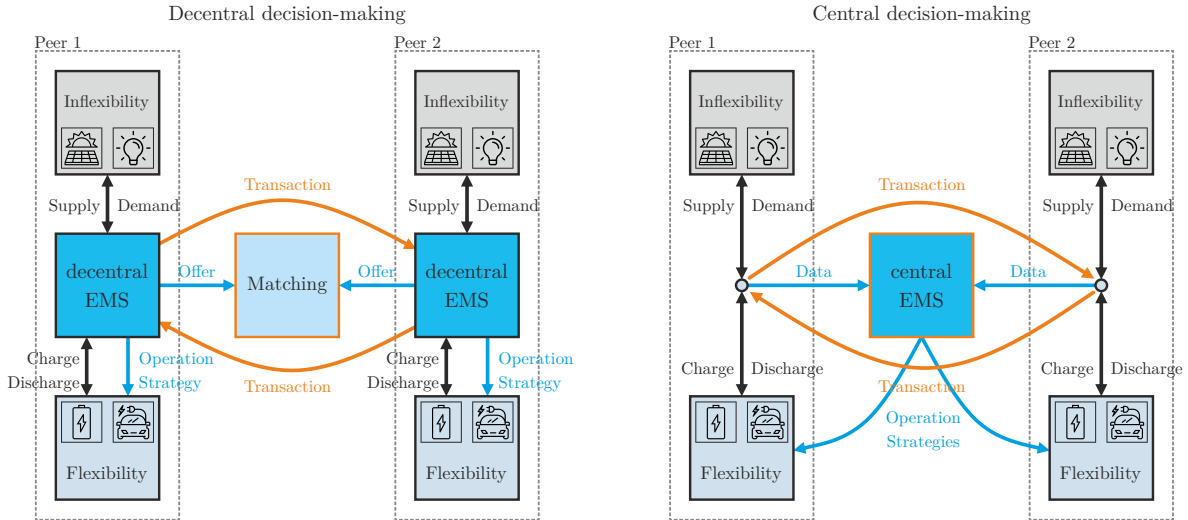 Decentral decision-making
Peer 1
Peer 2
Inflexibility
Inflexibility
Transaction
Supply
Demand
Supply
Demand
decentral
EMS
Offer
Matching
Offer
decentral
EMS
Charge
Discharge
Operation
Strategy
Transaction
Charge
Discharge
Operation
Strategy
Flexibility
Flexibility
Central decision-making
Peer 1
Peer 2
Inflexibility
Inflexibility
Transaction
Supply
Demand
Supply
Demand
Data
central
EMS
Data
Charge
Discharge
Transaction
Charge
Discharge
Operation
Strategies
Flexibility
Flexibility